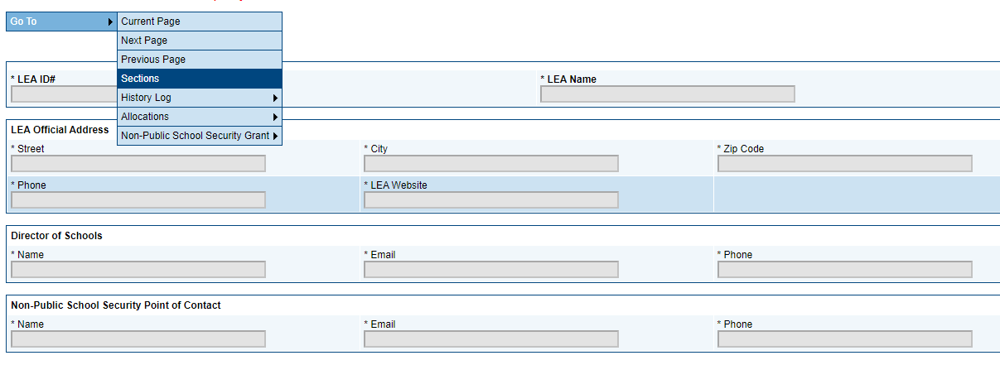 Go To
Current Page
Next Page
Previous Page
Sections
History Log
Allocations
Non-Public School Security Grant
* LEA ID#
* LEA Name
LEA Official Address
* Street
* City
* Zip Code
* Phone
* LEA Website
Director of Schools
* Name
* Email
* Phone
Non-Public School Security Point of Contact
* Name
* Email
* Phone